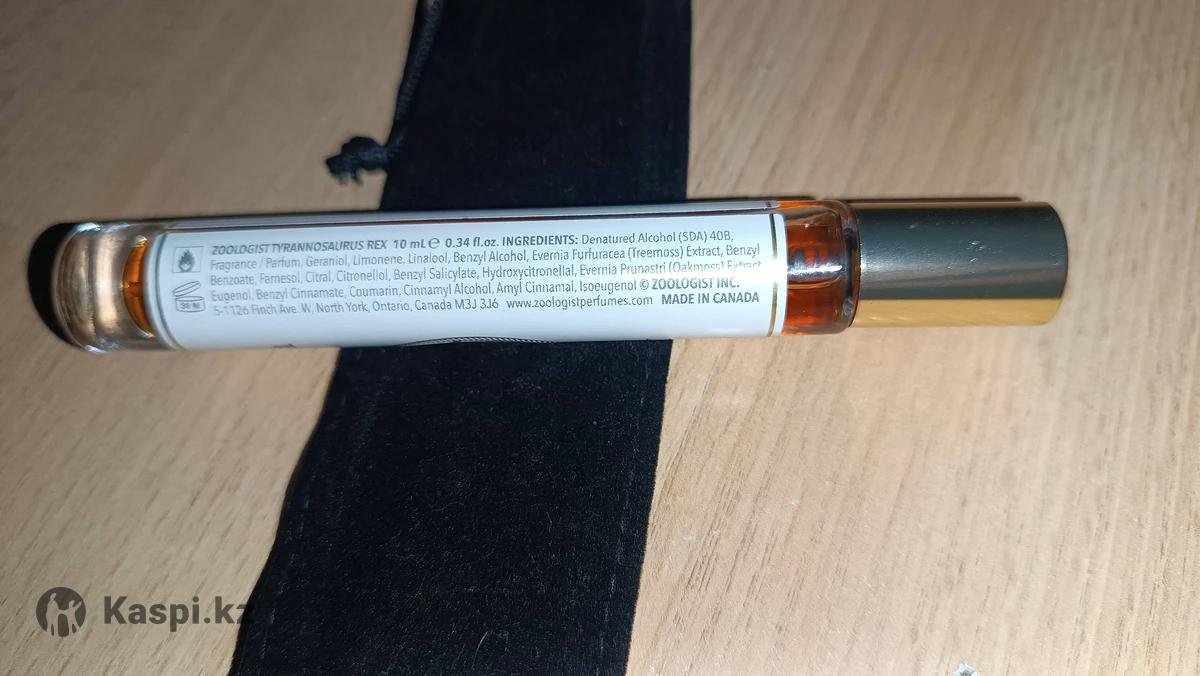 ZOOLOGIST TYRANNOSAURUS REX 10 mL ℮ 0.34 fl.oz. INGREDIENTS: Denatured Alcohol (SDA) 40B,
Fragrance / Parfum, Geraniol, Limonene, Linalool, Benzyl Alcohol, Evernia Furfuracea (Treemoss) Extract, Benzyl
Benzoate, Farnesol, Citral, Citronellol, Benzyl Salicylate, Hydroxycitronellal, Evernia Prunastri (Oakmoss) Extract
Eugenol, Benzyl Cinnamate, Coumarin, Cinnamyl Alcohol, Amyl Cinnamal, Isoeugenol © ZOOLOGIST INC.
5-1126 Finch Ave. W, North York, Ontario, Canada M3J 3J6 www.zoologistperfumes.com MADE IN CANADA
Kaspi.kz